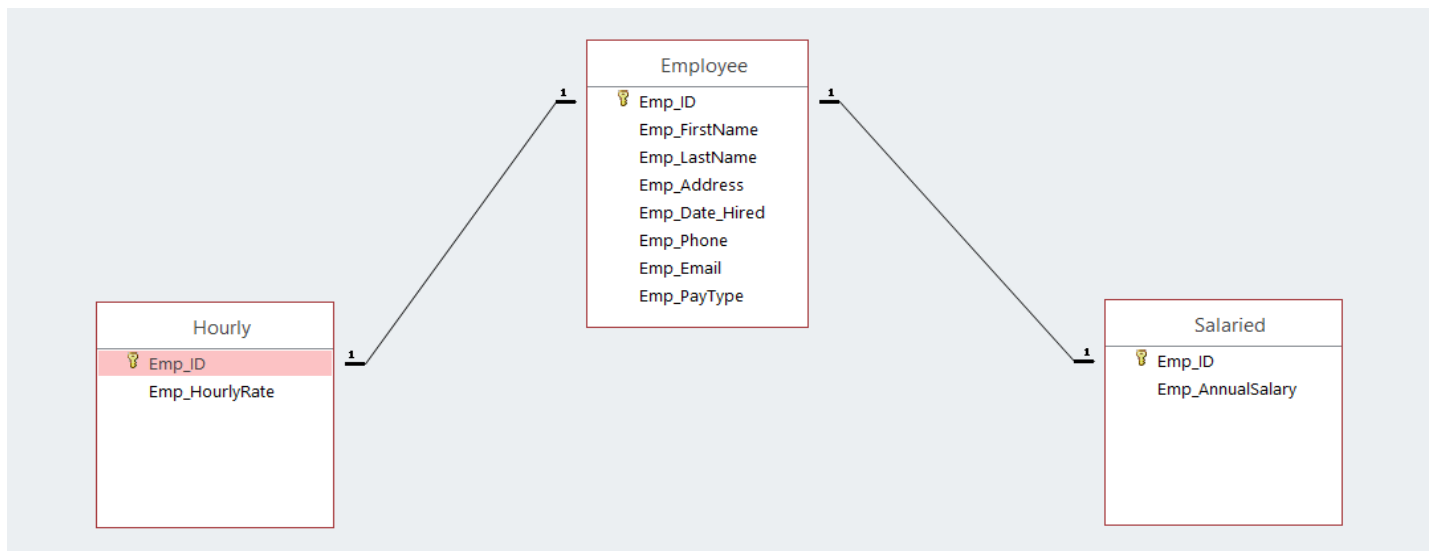 Employee
Emp_ID
Emp_FirstName
Emp_LastName
Emp_Address
Emp_Date_Hired
Emp_Phone
Emp_Email
Emp_PayType
1
1
Hourly
Emp_ID
Emp_HourlyRate
1
Salaried
Emp_ID
Emp_AnnualSalary
1